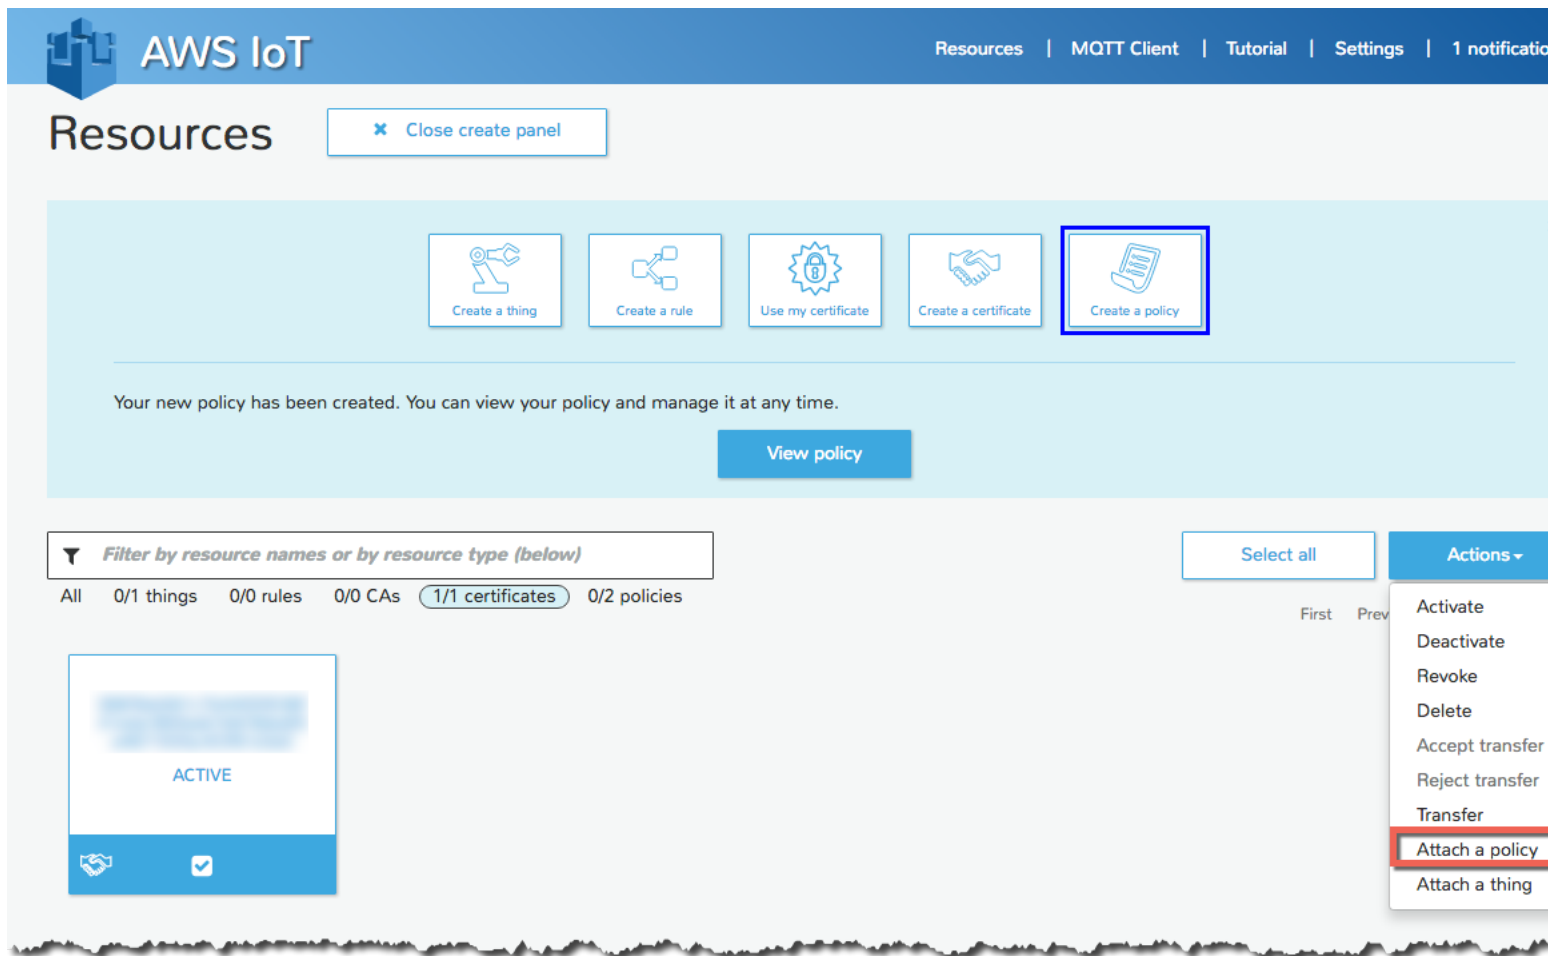 AWS IoT
Resources | MQTT Client | Tutorial | Settings | 1 notificatio
Resources
✖ Close create panel
Create a thing
Create a rule
Use my certificate
Create a certificate
Create a policy
Your new policy has been created. You can view your policy and manage it at any time.
View policy
Filter by resource names or by resource type (below)
Select all
Actions
All 0/1 things 0/0 rules 0/0 CAs 1/1 certificates 0/2 policies
First Prev
Activate
Deactivate
Revoke
Delete
Accept transfer
Reject transfer
Transfer
Attach a policy
Attach a thing
ACTIVE